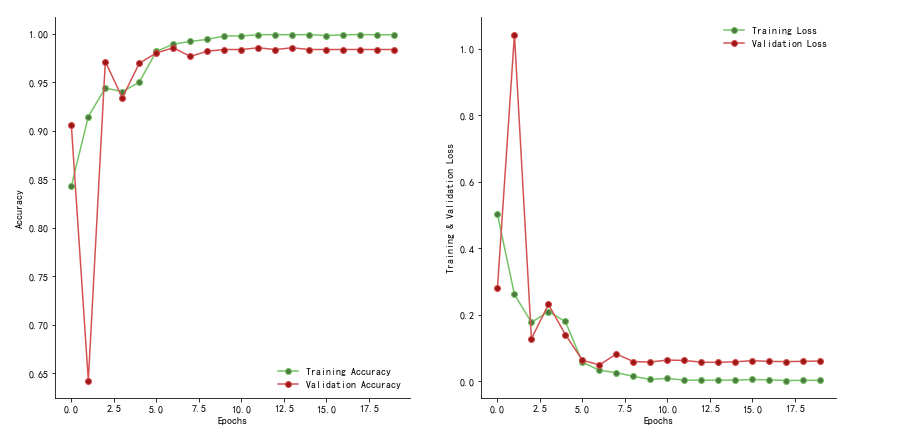 1.00
0.95
0.90
0.85
0.80
0.75
0.70
0.65
Accuracy
Training Accuracy
Validation Accuracy
0.0 2.5 5.0 7.5 10.0 12.5 15.0 17.5
Epochs
1.0
0.8
0.6
0.4
0.2
0.0
Training & Validation Loss
Training Loss
Validation Loss
0.0 2.5 5.0 7.5 10.0 12.5 15.0 17.5
Epochs